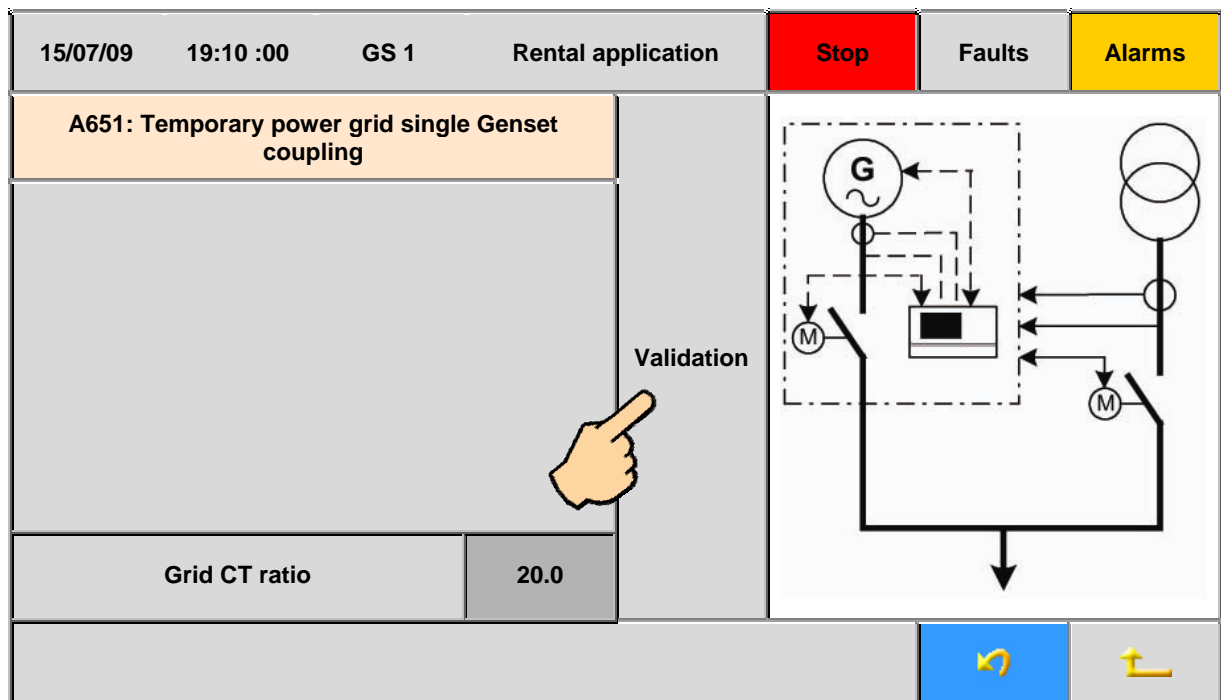 15/07/09 19:10 :00 GS 1 Rental application Stop Faults Alarms
A651: Temporary power grid single Genset
coupling
G
M
Validation
M
Grid CT ratio 20.0